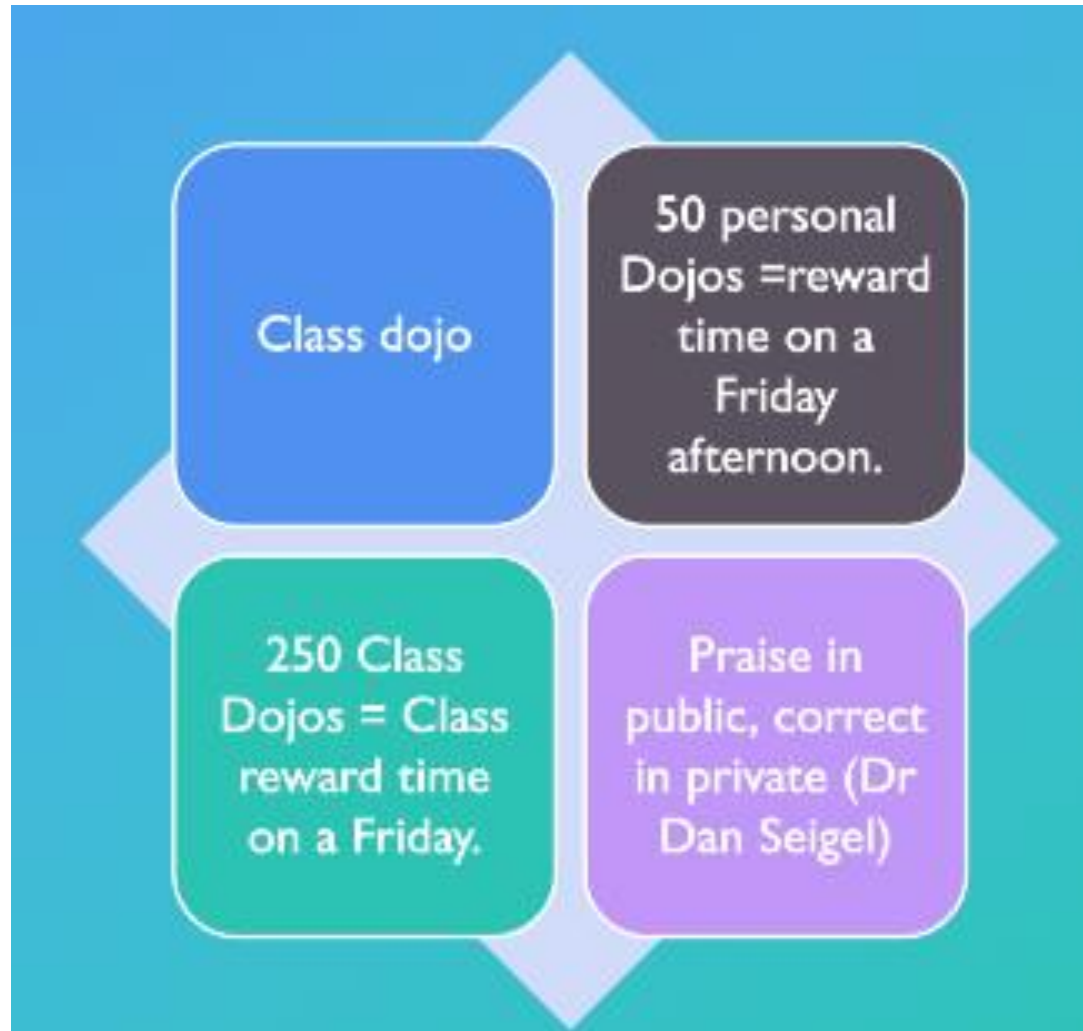 Class dojo
50 personal
Dojos =reward
time on a
Friday
afternoon.
250 Class
Dojos = Class
reward time
on a Friday.
Praise in
public, correct
in private (Dr
Dan Seigel)